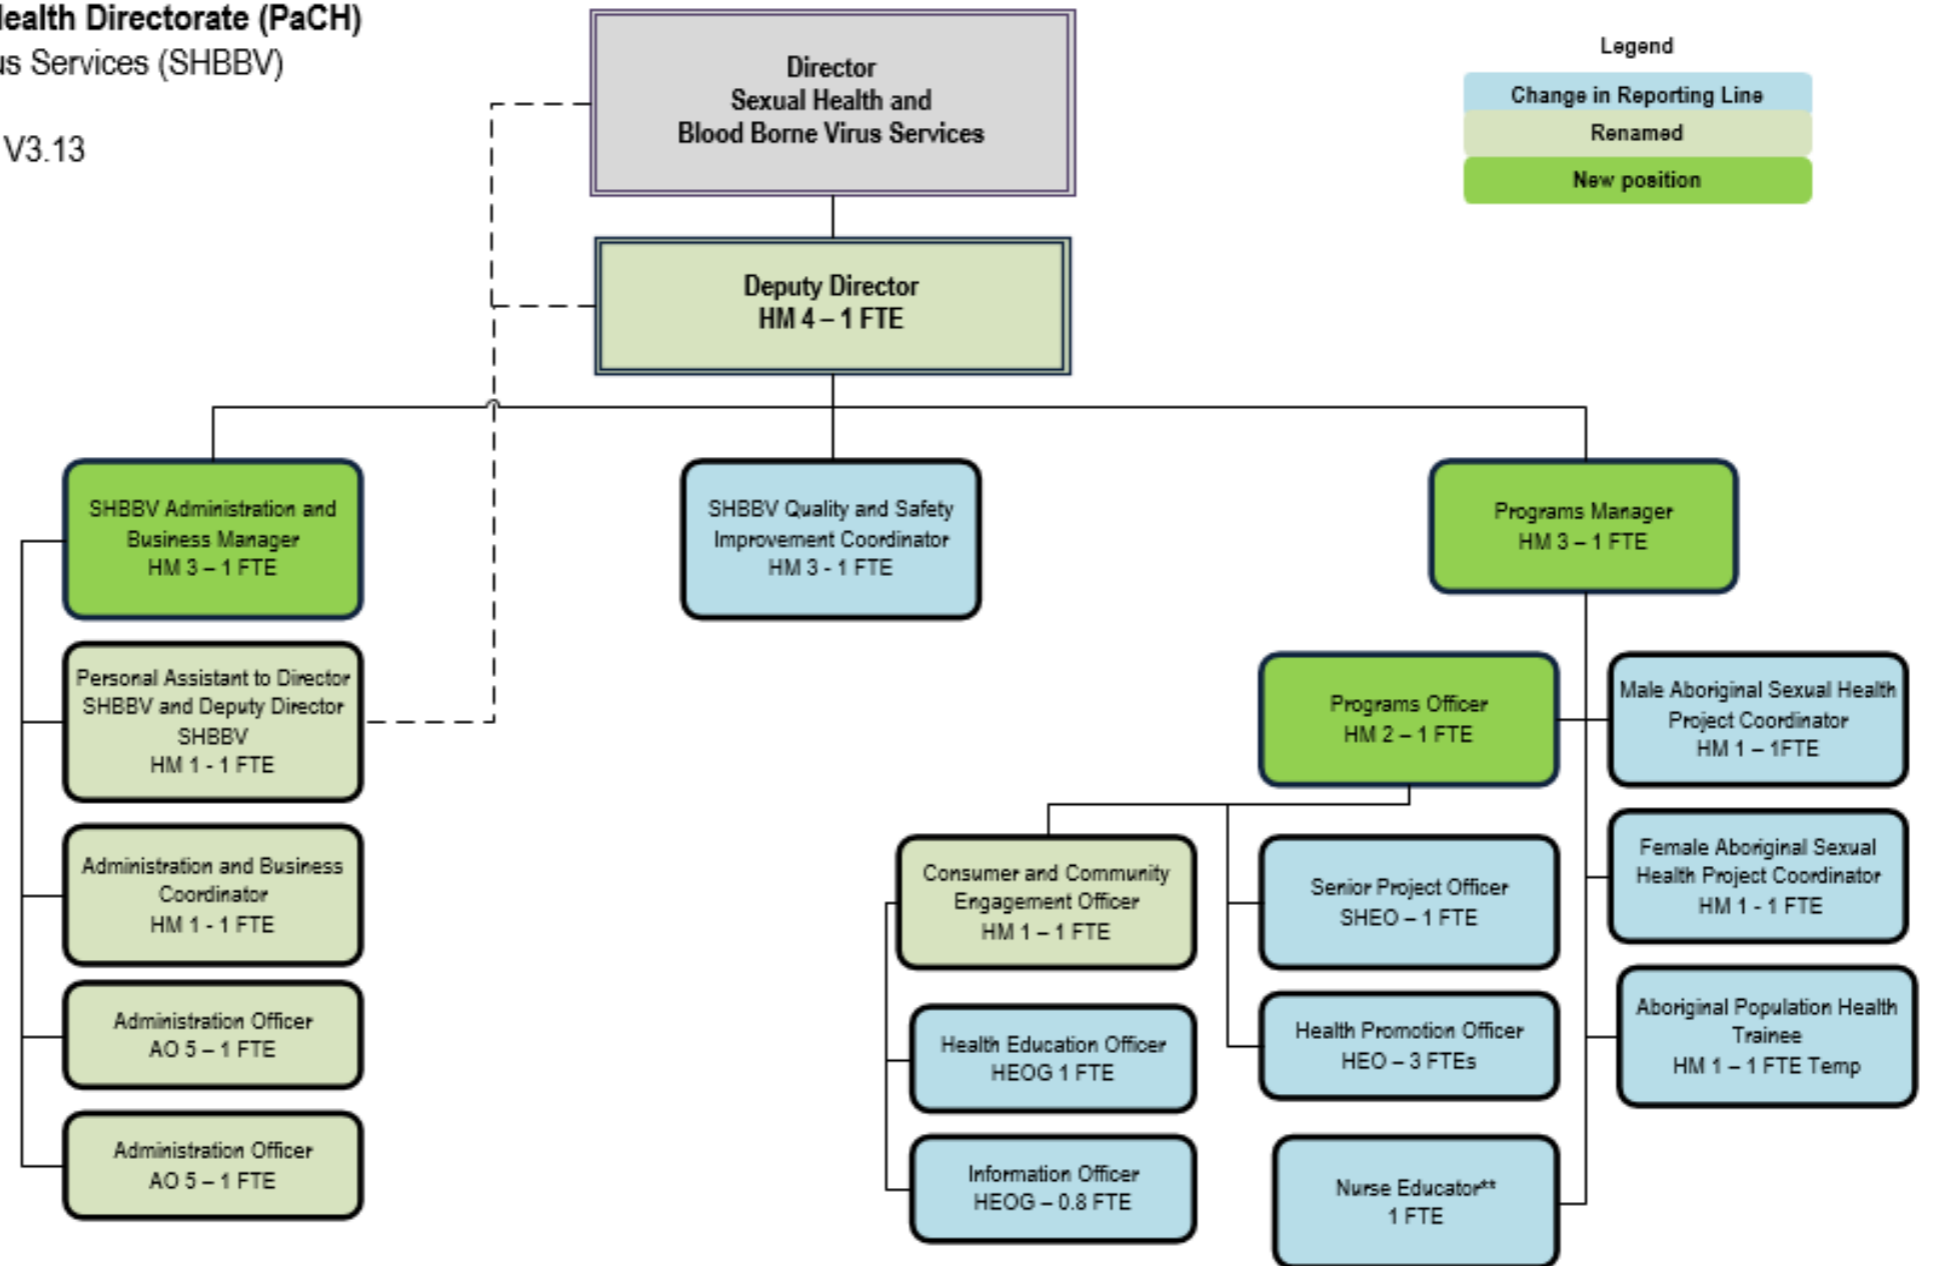 Health Directorate (PaCH)
us Services (SHBBV)
V3.13
Director
Sexual Health and
Blood Borne Virus Services
Legend
Change in Reporting Line
Renamed
New position
Deputy Director
HM 4 – 1 FTE
SHBBV Administration and
Business Manager
HM 3 – 1 FTE
SHBBV Quality and Safety
Improvement Coordinator
HM 3 - 1 FTE
Programs Manager
HM 3 – 1 FTE
Personal Assistant to Director
SHBBV and Deputy Director
SHBBV
HM 1 - 1 FTE
Programs Officer
HM 2 – 1 FTE
Male Aboriginal Sexual Health
Project Coordinator
HM 1 – 1FTE
Administration and Business
Coordinator
HM 1 - 1 FTE
Consumer and Community
Engagement Officer
HM 1 – 1 FTE
Senior Project Officer
SHEO – 1 FTE
Female Aboriginal Sexual
Health Project Coordinator
HM 1 - 1 FTE
Administration Officer
AO 5 – 1 FTE
Health Education Officer
HEOG 1 FTE
Health Promotion Officer
HEO – 3 FTEs
Aboriginal Population Health
Trainee
HM 1 – 1 FTE Temp
Administration Officer
AO 5 – 1 FTE
Information Officer
HEOG – 0.8 FTE
Nurse Educator**
1 FTE